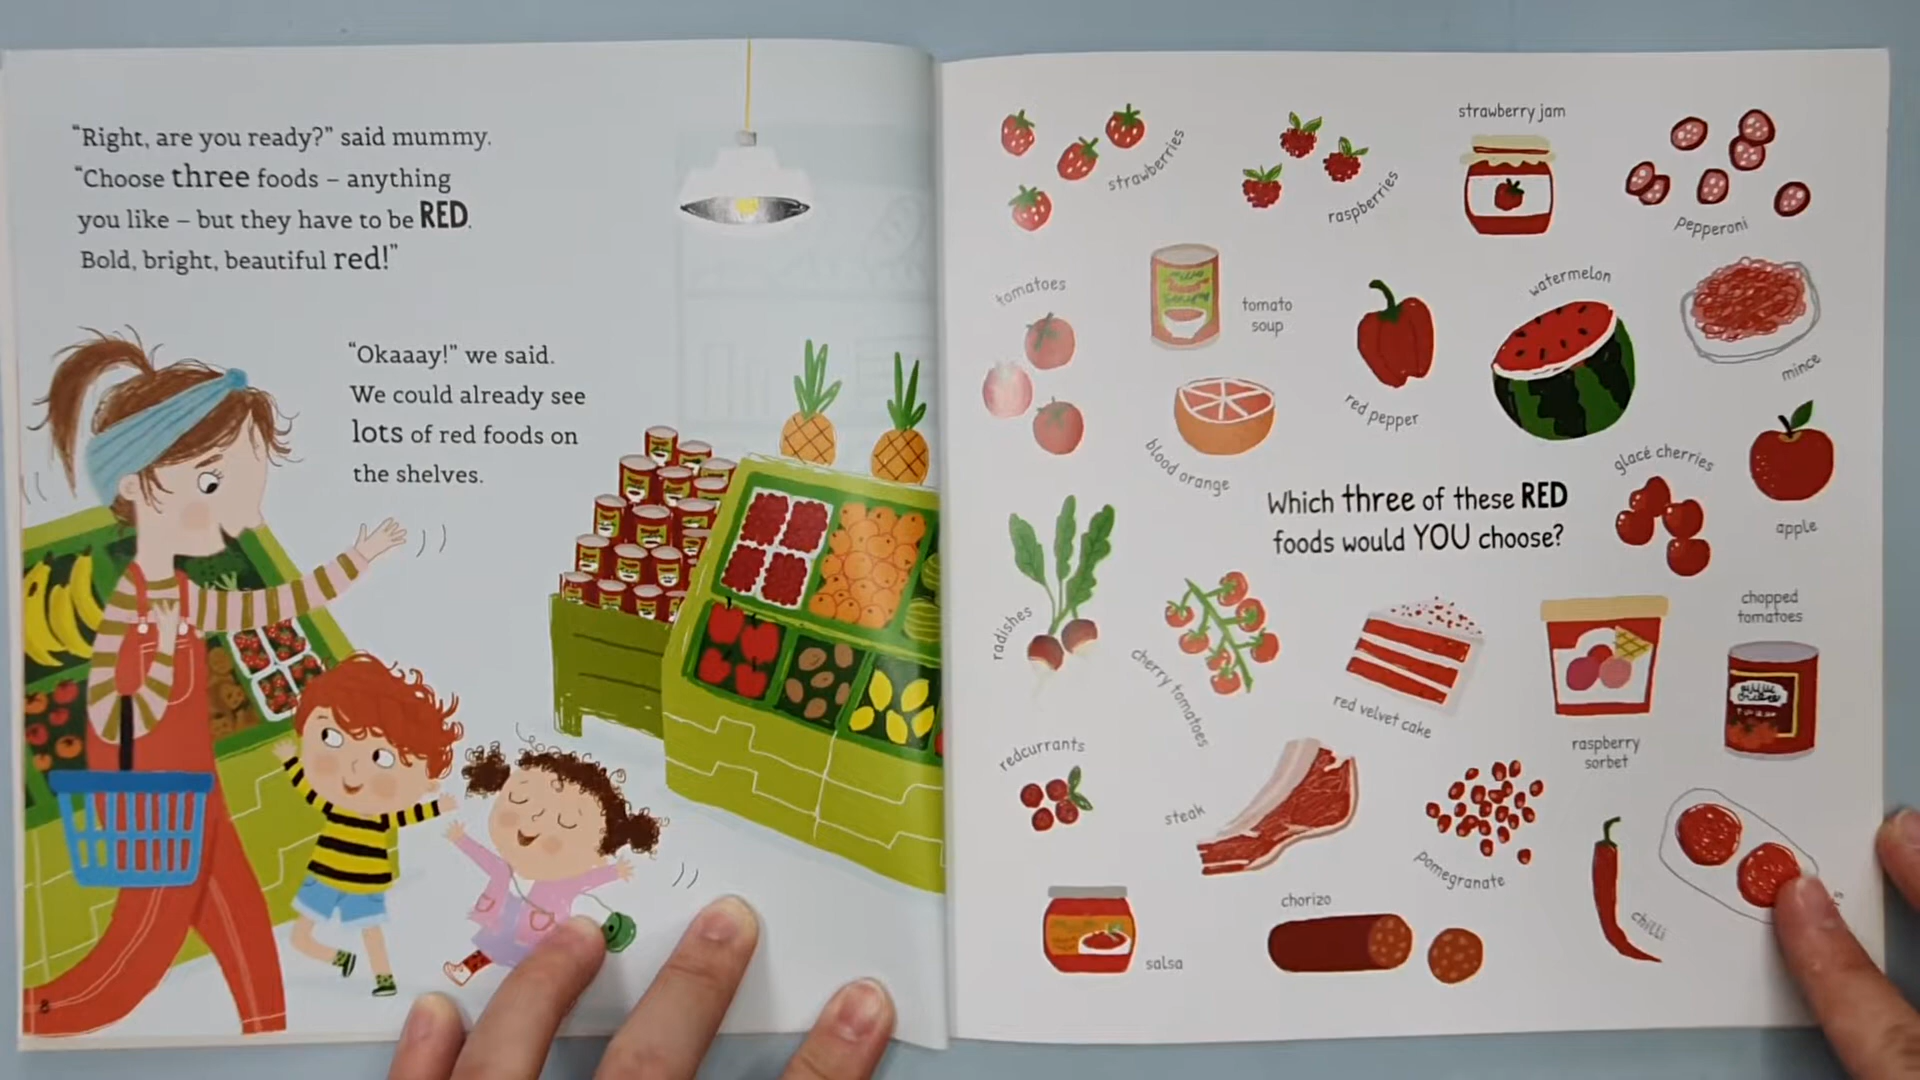 “Right, are you ready?” said mummy.
“Choose three foods – anything
you like – but they have to be RED.
Bold, bright, beautiful red!”
“Okaaay!” we said.
We could already see
lots of red foods on
the shelves.
8
strawberries
raspberries
strawberry jam
pepperoni
tomatoes
tomato
soup
red pepper
watermelon
mince
blood orange
glacé cherries
apple
Which three of these RED
foods would YOU choose?
radishes
cherry tomatoes
red velvet cake
raspberry
sorbet
chopped
tomatoes
redcurrants
steak
pomegranate
chilli
salsa
chorizo